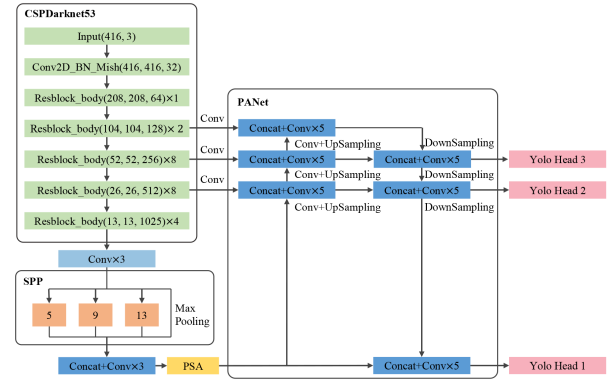 CSPDarknet53
Input(416, 3)
Conv2D_BN_Mish(416, 416, 32)
Resblock_body(208, 208, 64)×1
Resblock_body(104, 104, 128)× 2
Resblock_body(52, 52, 256)×8
Resblock_body(26, 26, 512)×8
Resblock_body(13, 13, 1025)×4
Conv×3
SPP
5
9
13
Max
Pooling
Concat+Conv×3
PSA
Conv
Conv
Conv
PANet
Concat+Conv×5
Conv+UpSampling
DownSampling
Concat+Conv×5
Concat+Conv×5
Yolo Head 3
Conv+UpSampling
DownSampling
Concat+Conv×5
Concat+Conv×5
Yolo Head 2
Conv+UpSampling
DownSampling
Concat+Conv×5
Yolo Head 1